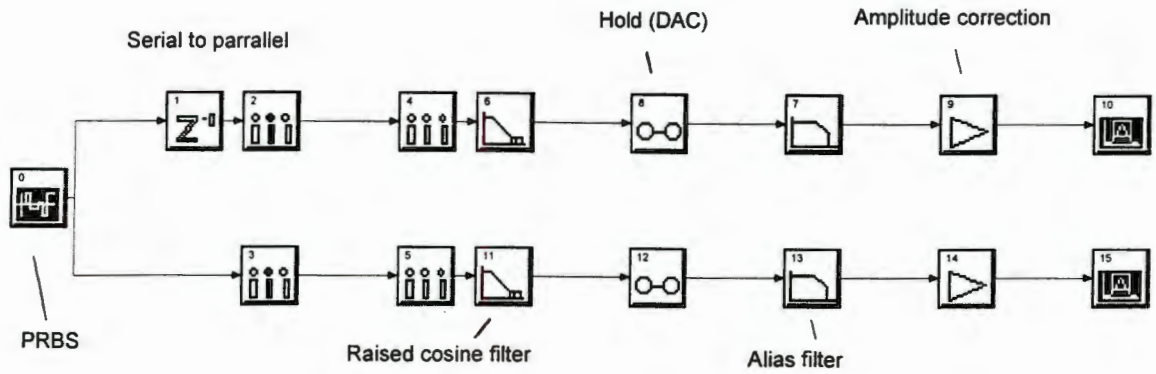 Hold (DAC)
Amplitude correction
Serial to parrallel
1
2
4
6
8
7
9
10
0
3
5
11
12
13
14
15
PRBS
Raised cosine filter
Alias filter